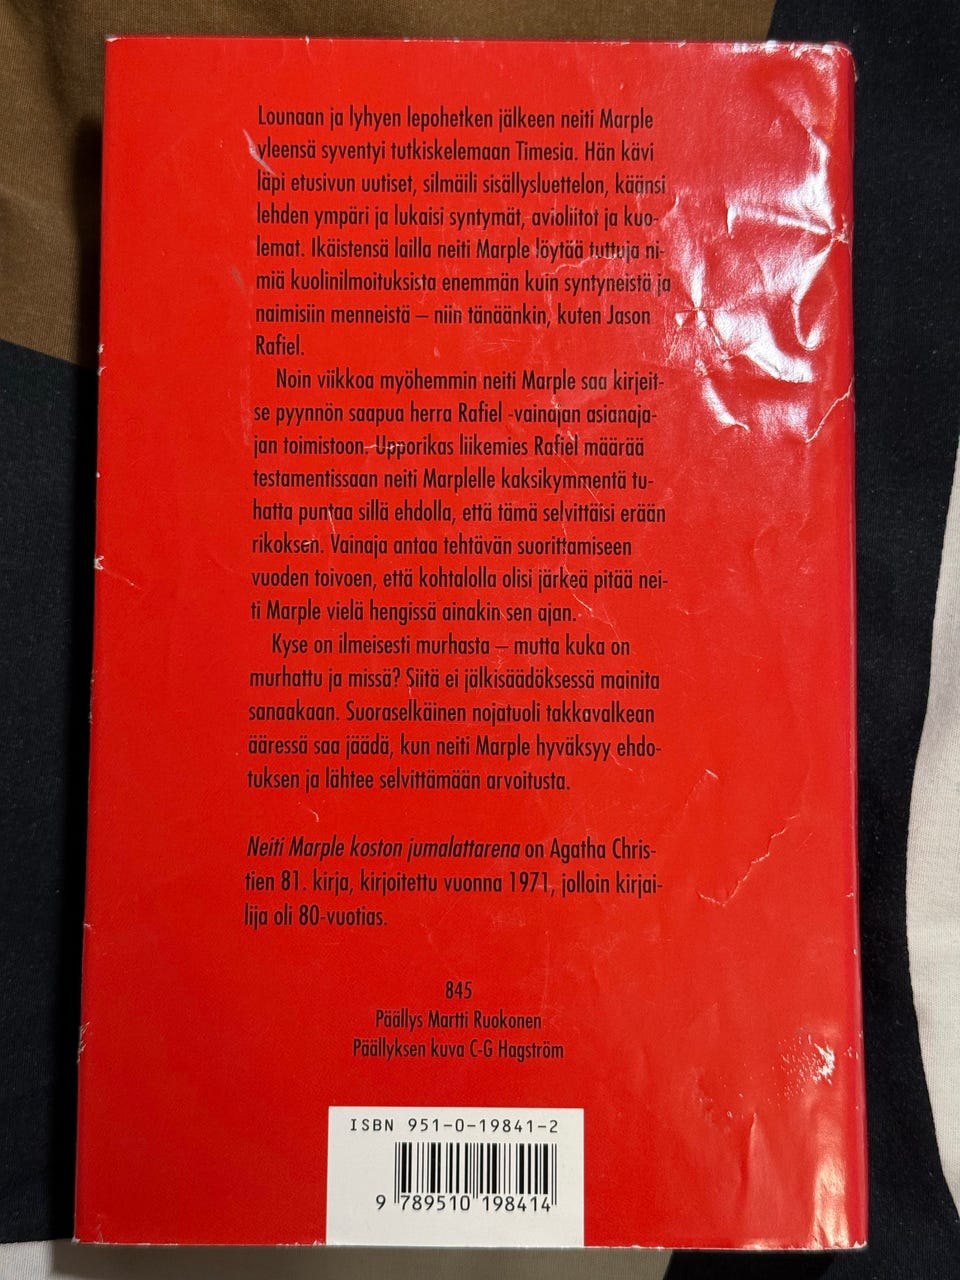 Lounaan ja lyhyen lepohetken jälkeen neiti Marple
yleensä syventyi tutkiskelemaan Timesia. Hän kävi
läpi etusivun uutiset, silmäili sisällysluettelon, käänsi
lehden ympäri ja lukaisi syntymät, avioliitot ja kuo-
lemat. Ikäistensä lailla neiti Marple löytää tuttuja ni-
miä kuolinilmoituksista enemmän kuin syntyneistä ja
naimisiin menneistä – niin tänäänkin, kuten Jason
Rafiel.
Noin viikkoa myöhemmin neiti Marple saa kirjeit-
se pyynnön saapua herra Rafiel -vainajan asianaja-
jan toimistoon. Upporikas liikemies Rafiel määrää
testamentissaan neiti Marplelle kaksikymmentä tu-
hatta puntaa sillä ehdolla, että tämä selvittäisi erään
rikoksen. Vainaja antaa tehtävän suorittamiseen
vuoden toivoen, että kohtalolla olisi järkeä pitää nei-
ti Marple vielä hengissä ainakin sen ajan.
Kyse on ilmeisesti murhasta – mutta kuka on
murhattu ja missä? Siitä ei jälkisäädöksessä mainita
sanaakaan. Suoraselkäinen nojatuoli takkavalkean
ääressä saa jäädä, kun neiti Marple hyväksyy ehdo-
tuksen ja lähtee selvittämään arvoitusta.
Neiti Marple koston jumalattarena on Agatha Chris-
tien 81. kirja, kirjoitettu vuonna 1971, jolloin kirjai-
lija oli 80-vuotias.
845
Päällys Martti Ruokonen
Päällyksen kuva C-G Hagström
ISBN 951-0-19841-2
9 789510 198414